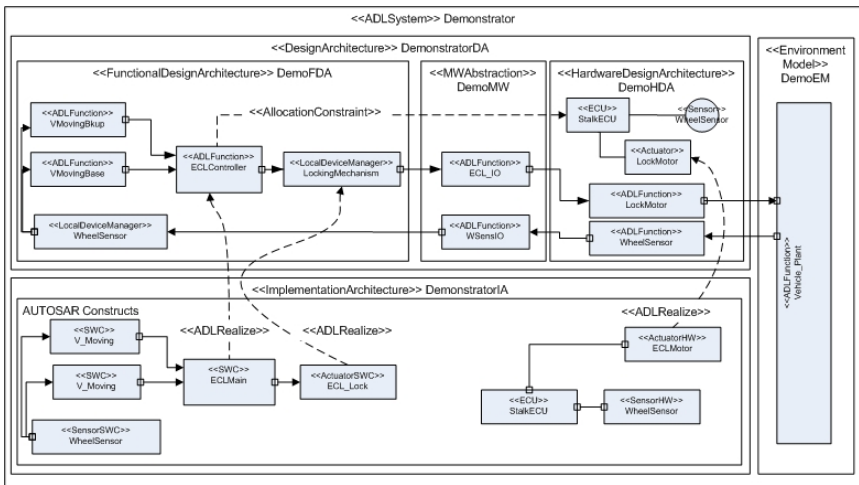 <<ADLSystem>> Demonstrator
<<DesignArchitecture>> DemonstratorDA
<<FunctionalDesignArchitecture>> DemoFDA
<<ADLFunction>>
VMovingBkup
<<AllocationConstraint>>
<<ADLFunction>>
VMovingBase
<<ADLFunction>>
ECLController
<<LocalDeviceManager>>
LockingMechanism
<<LocalDeviceManager>>
WheelSensor
<<MWAbstraction>>
DemoMW
<<ADLFunction>>
ECL_IO
<<ADLFunction>>
WSensIO
<<HardwareDesignArchitecture>>
DemoHDA
<<ECU>>
StalkECU
<<Sensor>>
WheelSensor
<<Actuator>>
LockMotor
<<ADLFunction>>
LockMotor
<<ADLFunction>>
WheelSensor
<<Environment
Model>>
DemoEM
<<ADLFunction>>
Vehicle_Plant
<<ImplementationArchitecture>> DemonstratorIA
AUTOSAR Constructs
<<SWC>>
V_Moving
<<SWC>>
V_Moving
<<SensorSWC>>
WheelSensor
<<ADLRealize>>
<<ADLRealize>>
<<SWC>>
ECLMain
<<ActuatorSWC>>
ECL_Lock
<<ADLRealize>>
<<ActuatorHW>>
ECLMotor
<<ECU>>
StalkECU
<<SensorHW>>
WheelSensor